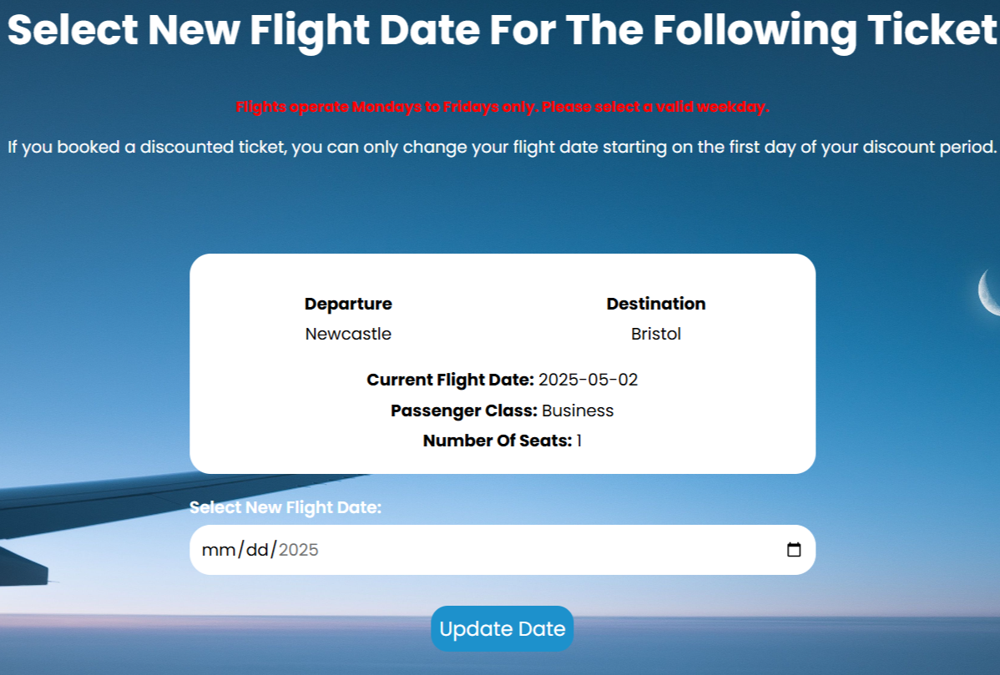 Select New Flight Date For The Following Ticket
Flights operate Mondays to Fridays only. Please select a valid weekday.
If you booked a discounted ticket, you can only change your flight date starting on the first day of your discount period.
Departure Destination
Newcastle Bristol
Current Flight Date: 2025-05-02
Passenger Class: Business
Number Of Seats: 1
Select New Flight Date:
mm/dd/2025
Update Date